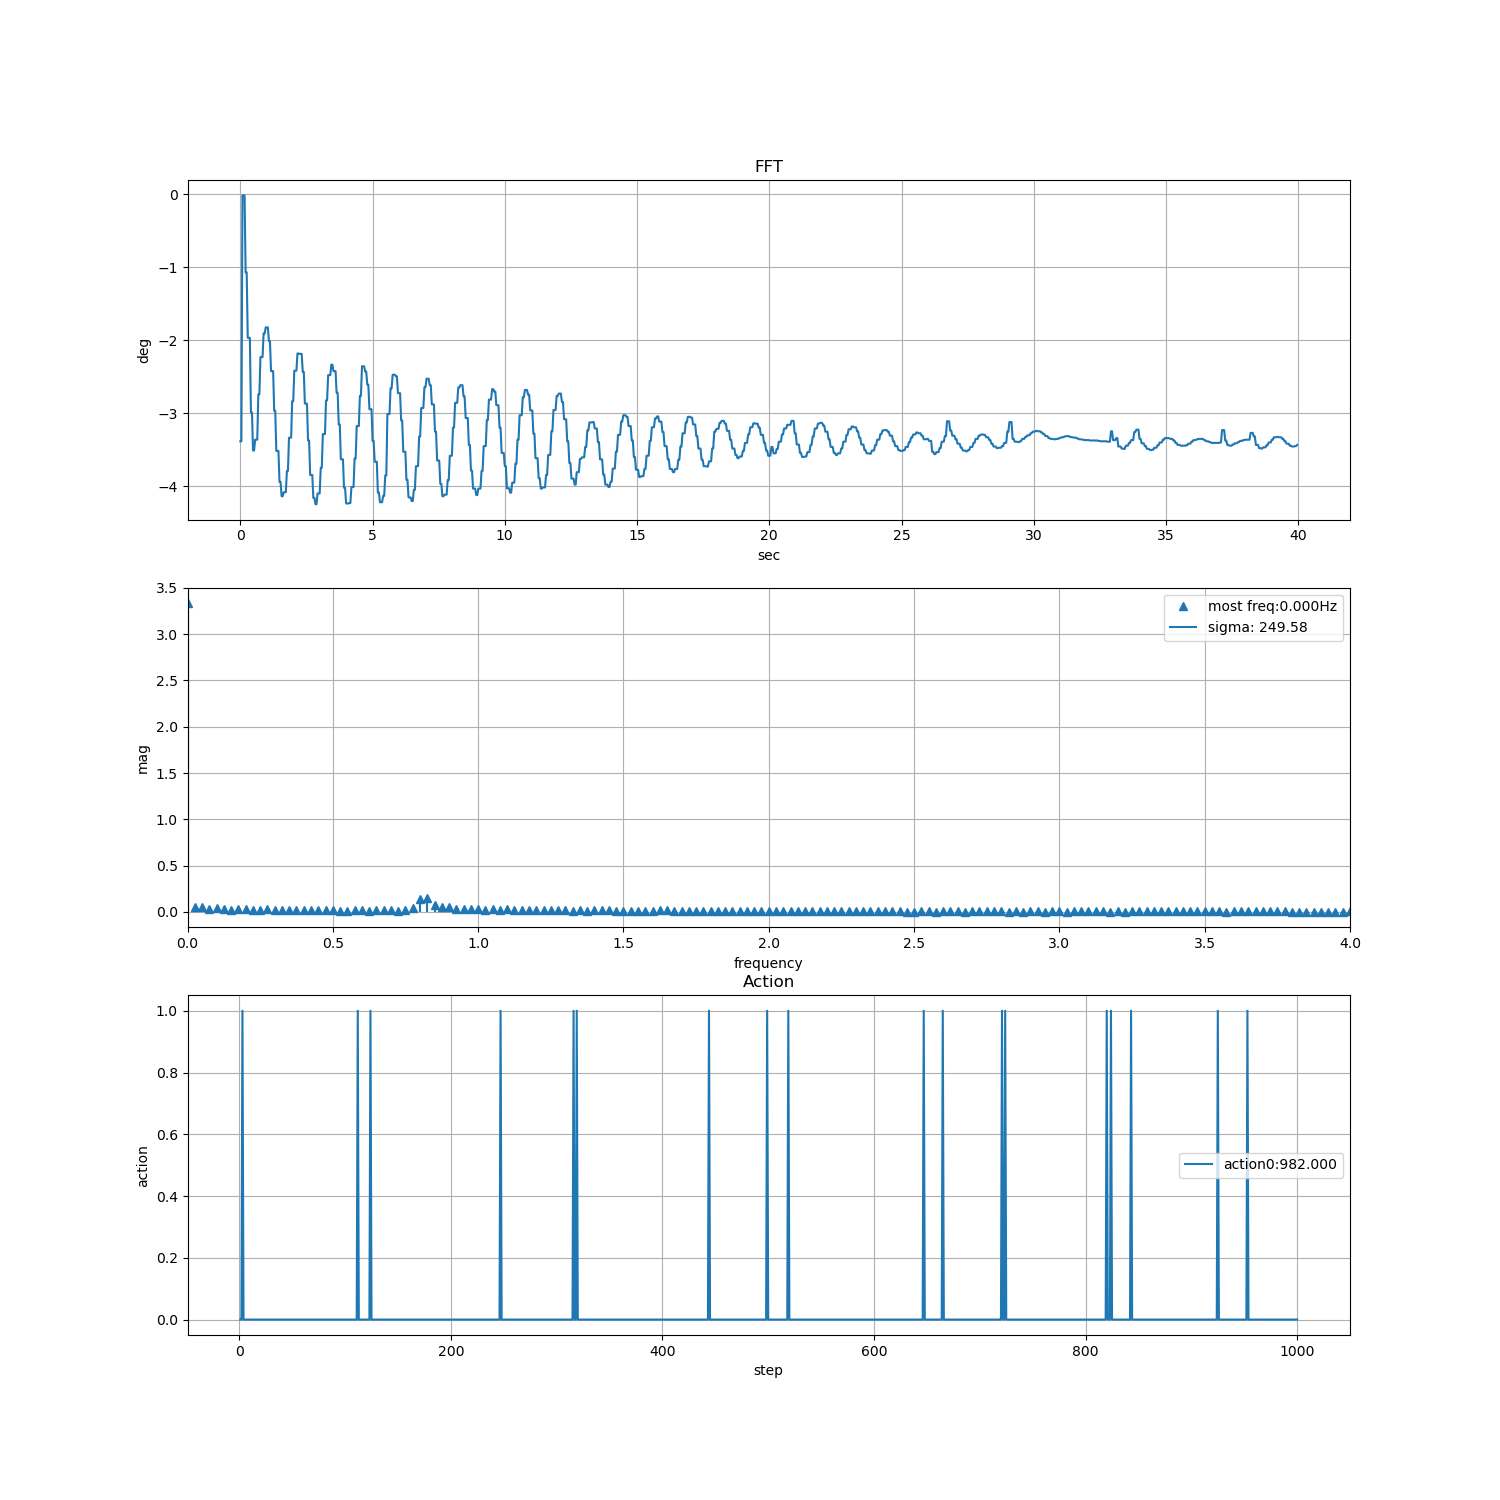 FFT
0
−1
−2
−3
−4
deg
0 5 10 15 20 25 30 35 40
sec
3.5
3.0
2.5
2.0
1.5
1.0
0.5
0.0
mag
most freq:0.000Hz
sigma: 249.58
0.0 0.5 1.0 1.5 2.0 2.5 3.0 3.5 4.0
frequency
Action
1.0
0.8
0.6
0.4
0.2
0.0
action
action0:982.000
0 200 400 600 800 1000
step